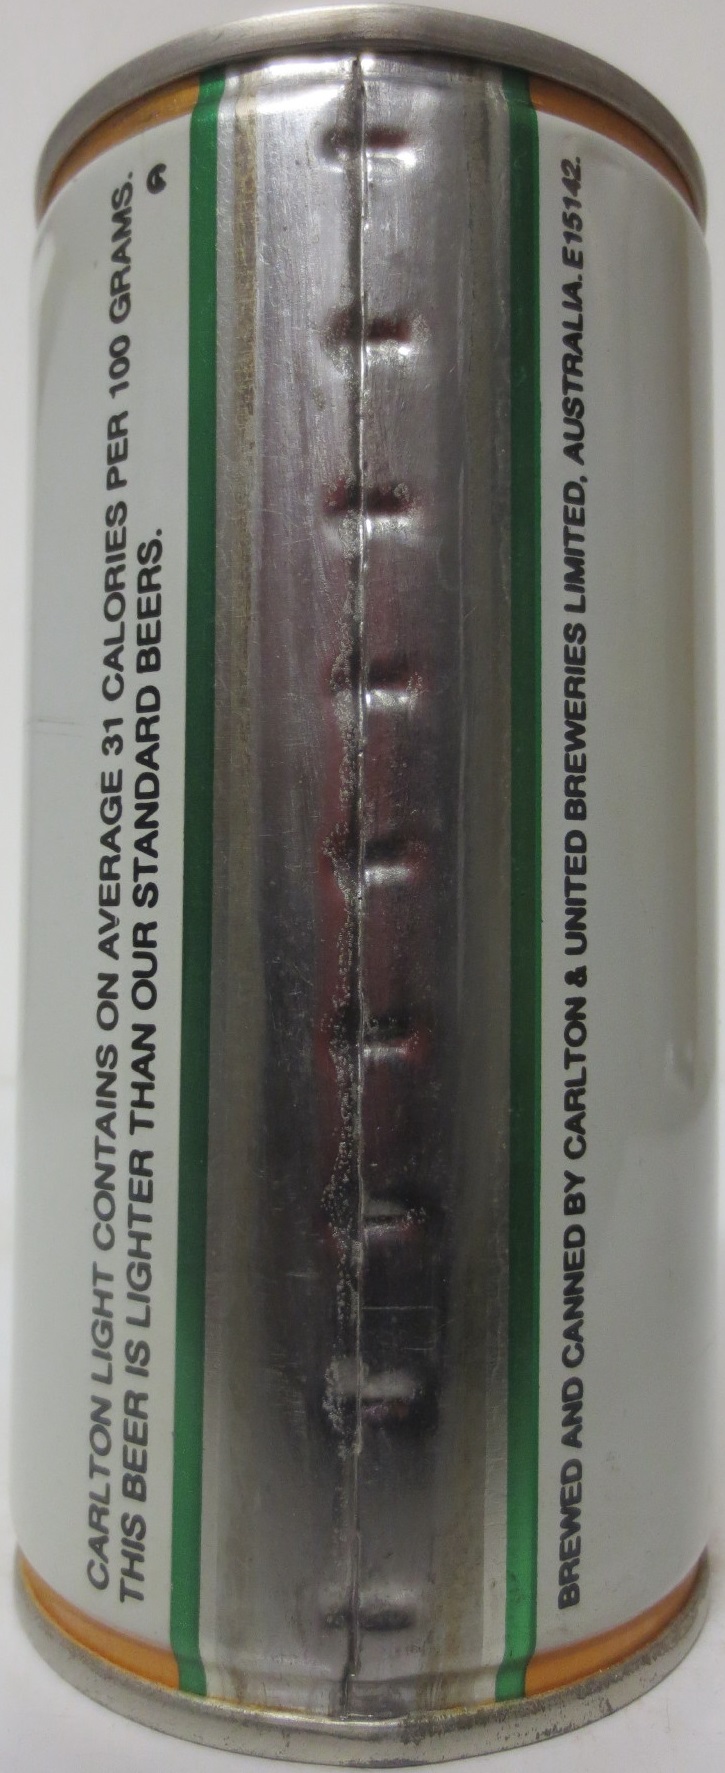 CARLTON LIGHT CONTAINS ON AVERAGE 31 CALORIES PER 100 GRAMS.
THIS BEER IS LIGHTER THAN OUR STANDARD BEERS.
BREWED AND CANNED BY CARLTON & UNITED BREWERIES LIMITED, AUSTRALIA. E15142.